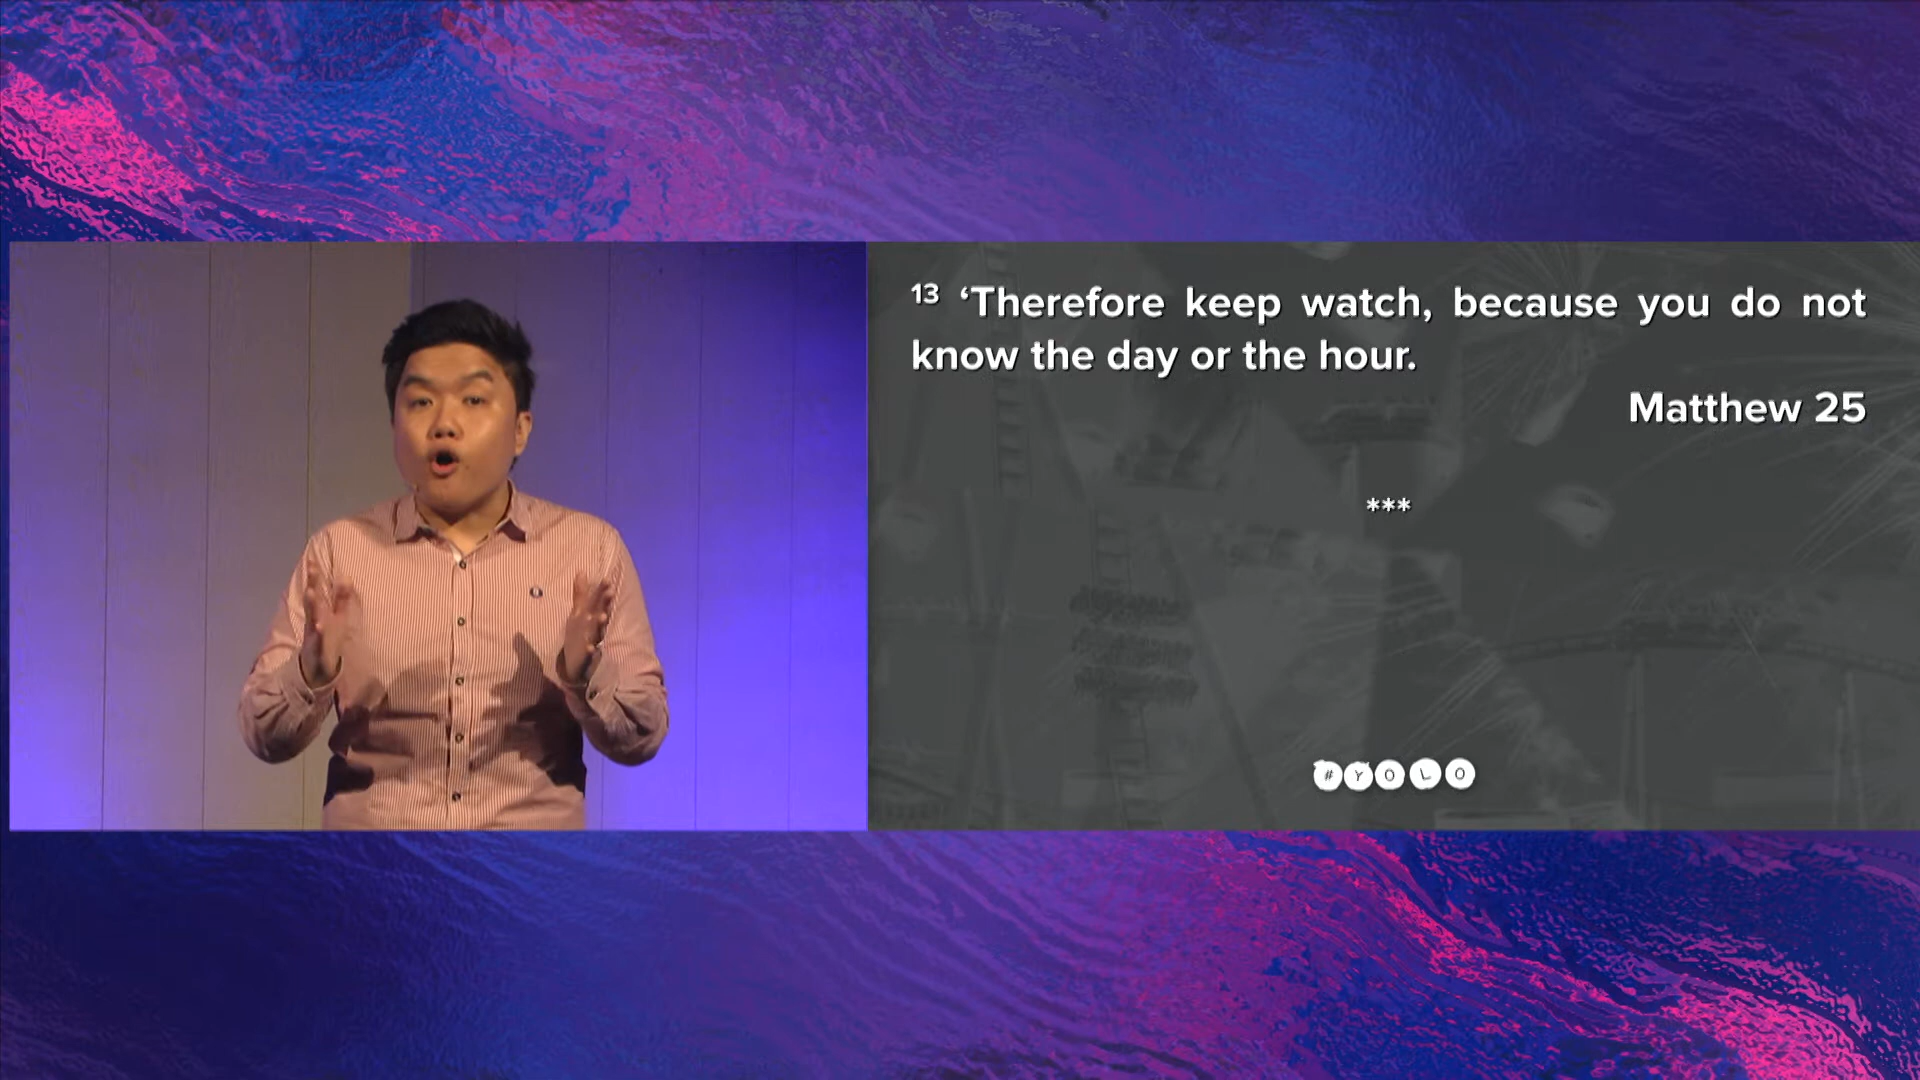 13 ‘Therefore keep watch, because you do not
know the day or the hour.
Matthew 25
***
#YOLO